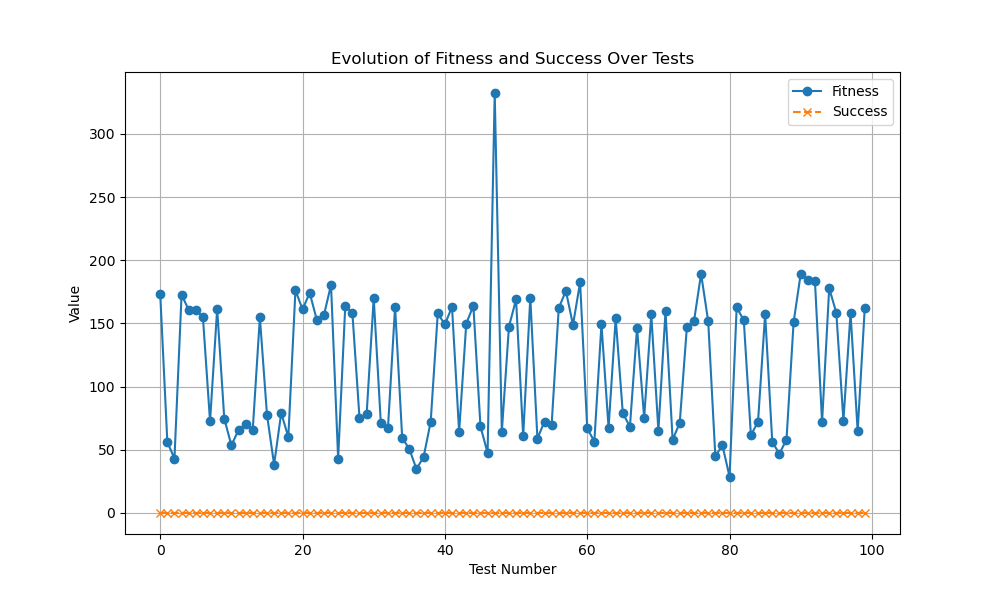 Evolution of Fitness and Success Over Tests
Fitness
Success
300
250
200
150
100
50
0
Value
0 20 40 60 80 100
Test Number